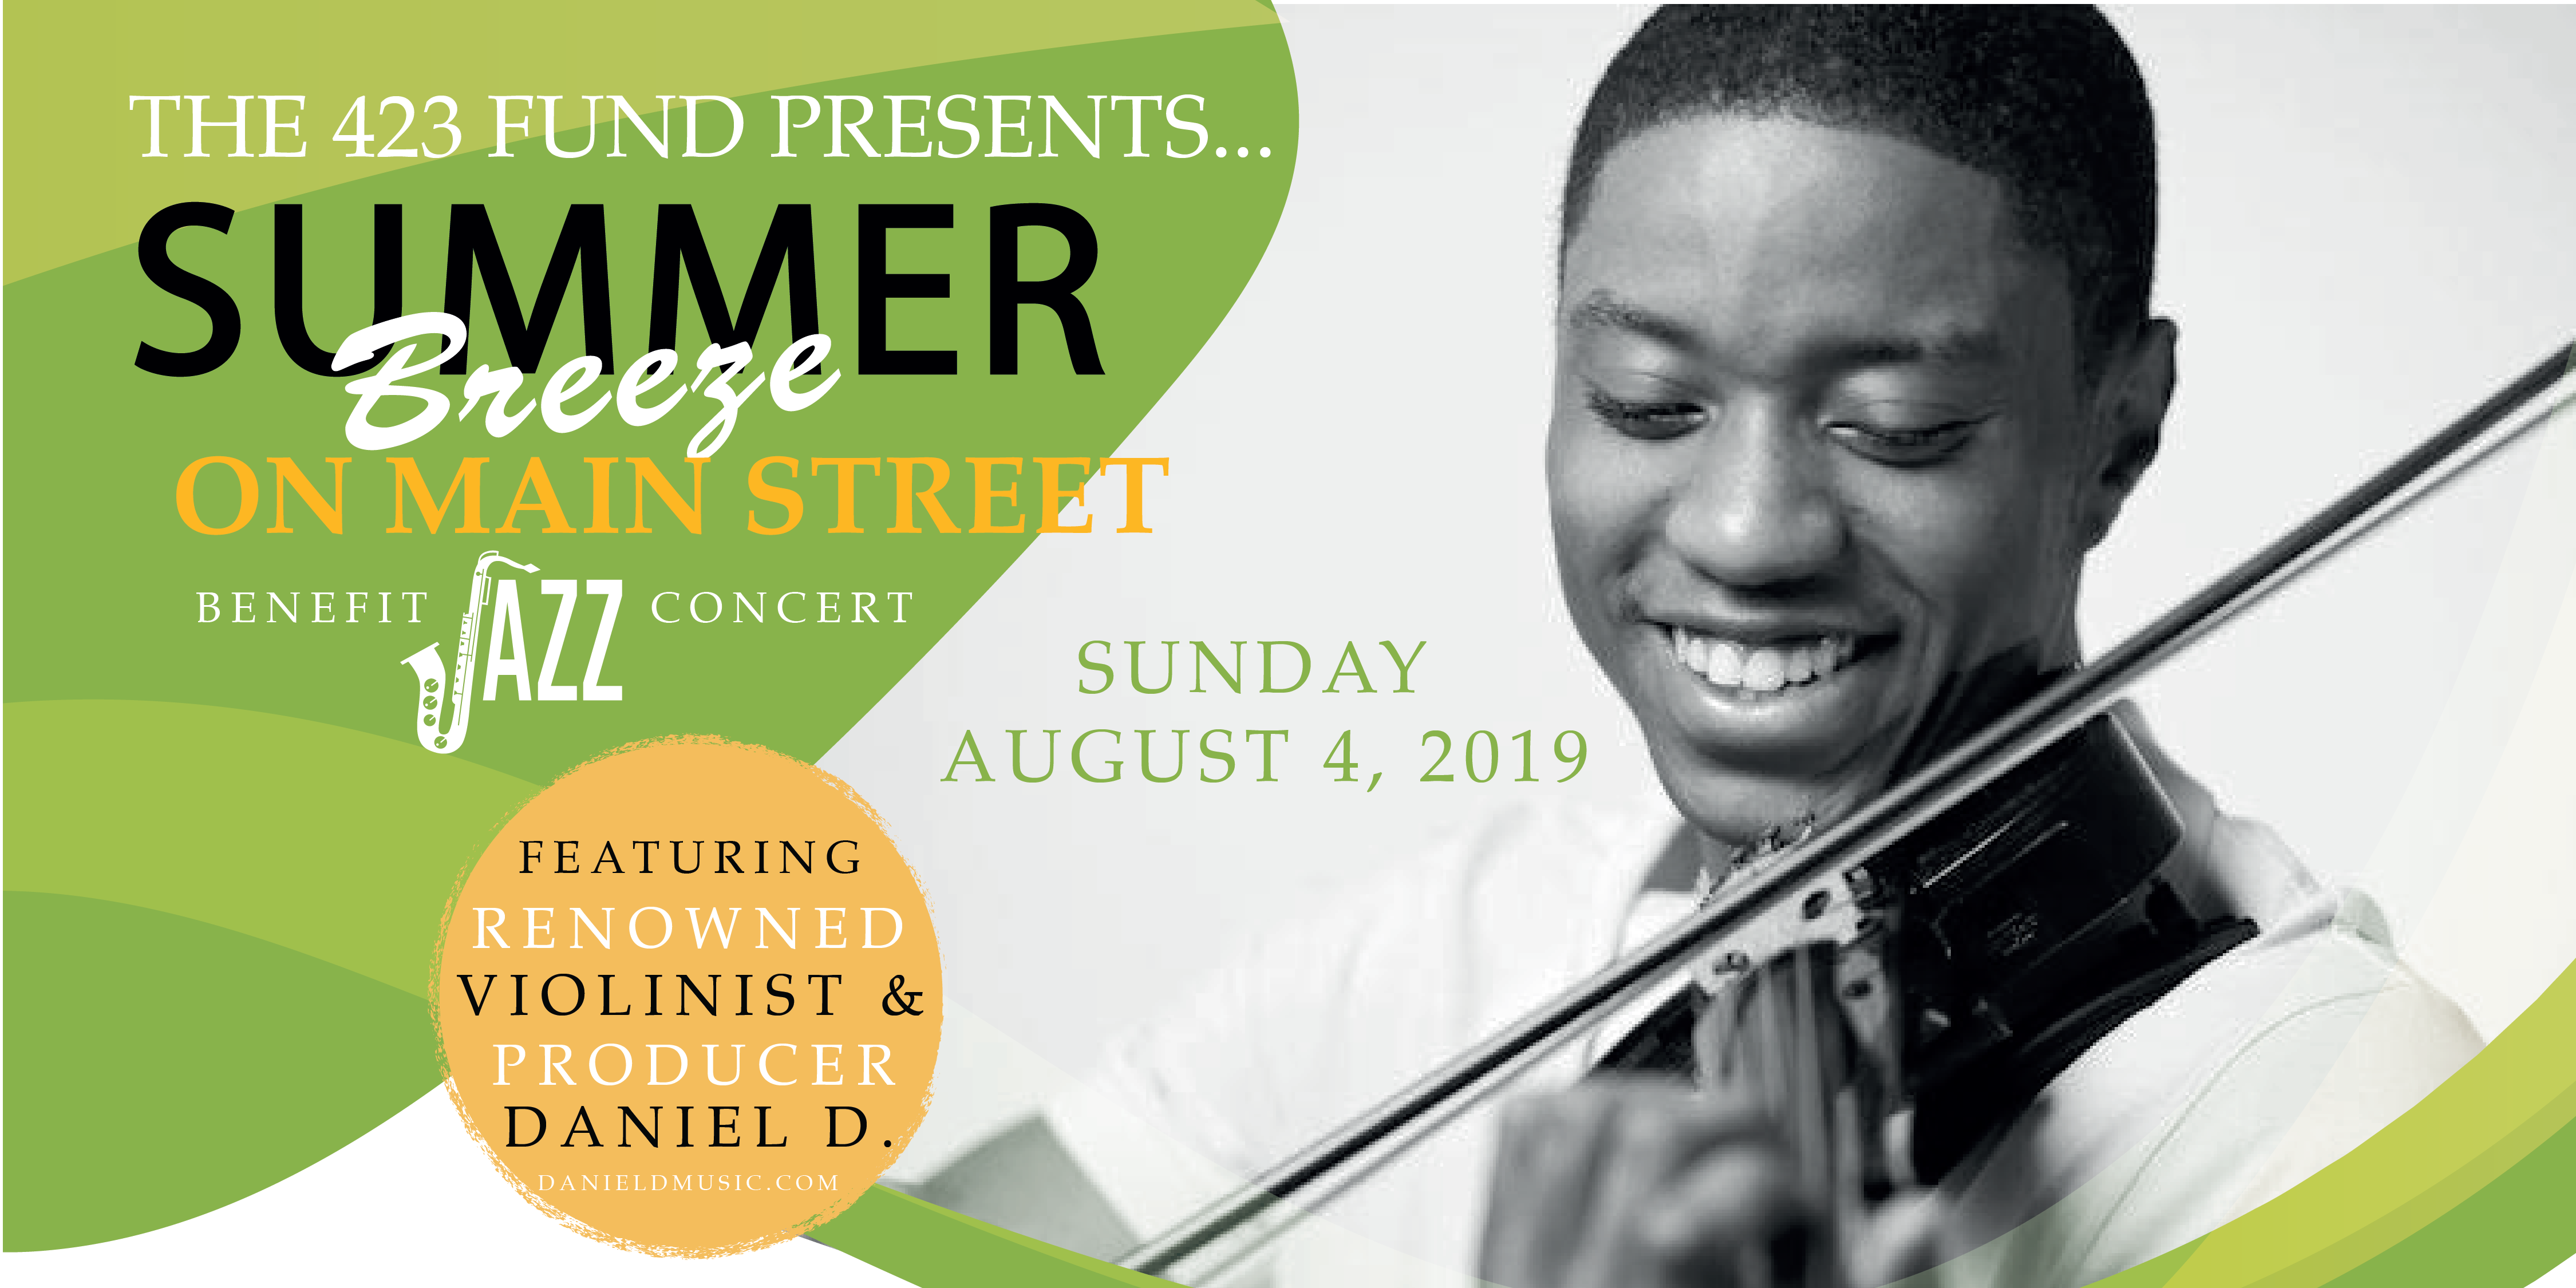 THE 423 FUND PRESENTS...
SUMMER
Breeze
ON MAIN STREET
BENEFIT JAZZ CONCERT
SUNDAY
AUGUST 4, 2019
FEATURING
RENOWNED
VIOLINIST &
PRODUCER
DANIEL D.
DANIELDMUSIC.COM